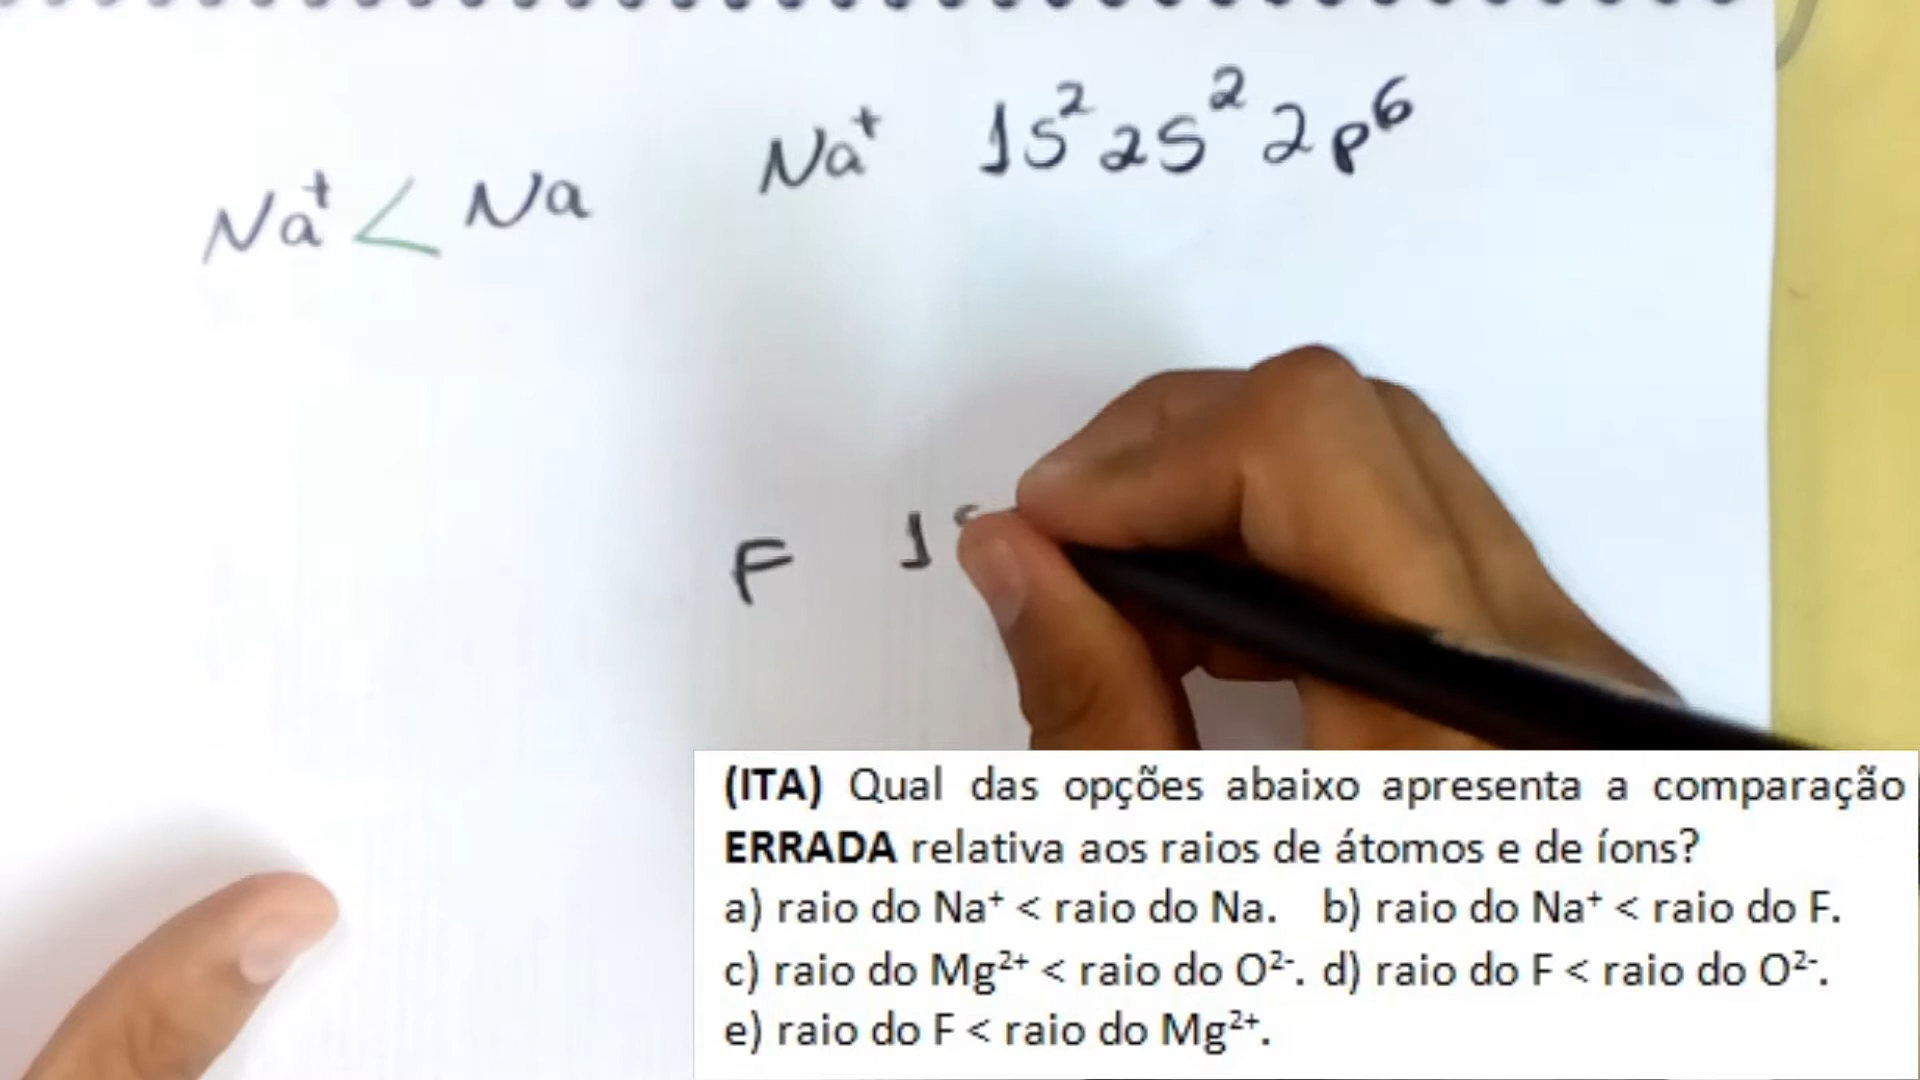 Na⁺ < Na
Na⁺ 1s² 2s² 2p⁶
F 1s
(ITA) Qual das opções abaixo apresenta a comparação
ERRADA relativa aos raios de átomos e de íons?
a) raio do Na⁺ < raio do Na. b) raio do Na⁺ < raio do F.
c) raio do Mg²⁺ < raio do O²⁻. d) raio do F < raio do O²⁻.
e) raio do F < raio do Mg²⁺.